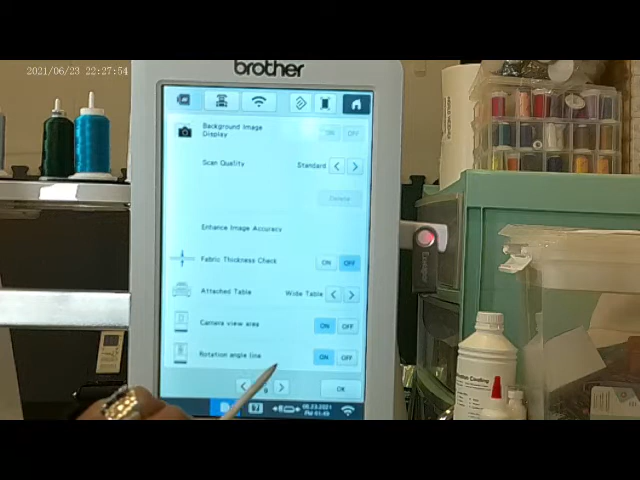 2021/06/23 22:27:54
brother
Background Image
Display
ON OFF
Scan Quality
Standard
Delete
Enhance Image Accuracy
Fabric Thickness Check
ON OFF
Attached Table
Wide Table
Camera view area
ON OFF
Rotation angle line
ON OFF
OK